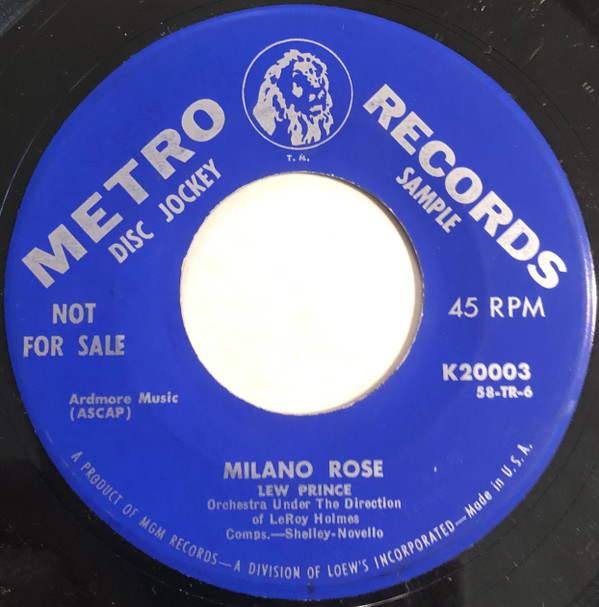 METRO RECORDS
DISC JOCKEY SAMPLE
T. M.
NOT
FOR SALE
45 RPM
K20003
58-TR-6
Ardmore Music
(ASCAP)
MILANO ROSE
LEW PRINCE
Orchestra Under The Direction
of LeRoy Holmes
Comps.—Shelley-Novello
A PRODUCT OF MGM RECORDS—A DIVISION OF LOEW'S INCORPORATED—Made in U. S. A.